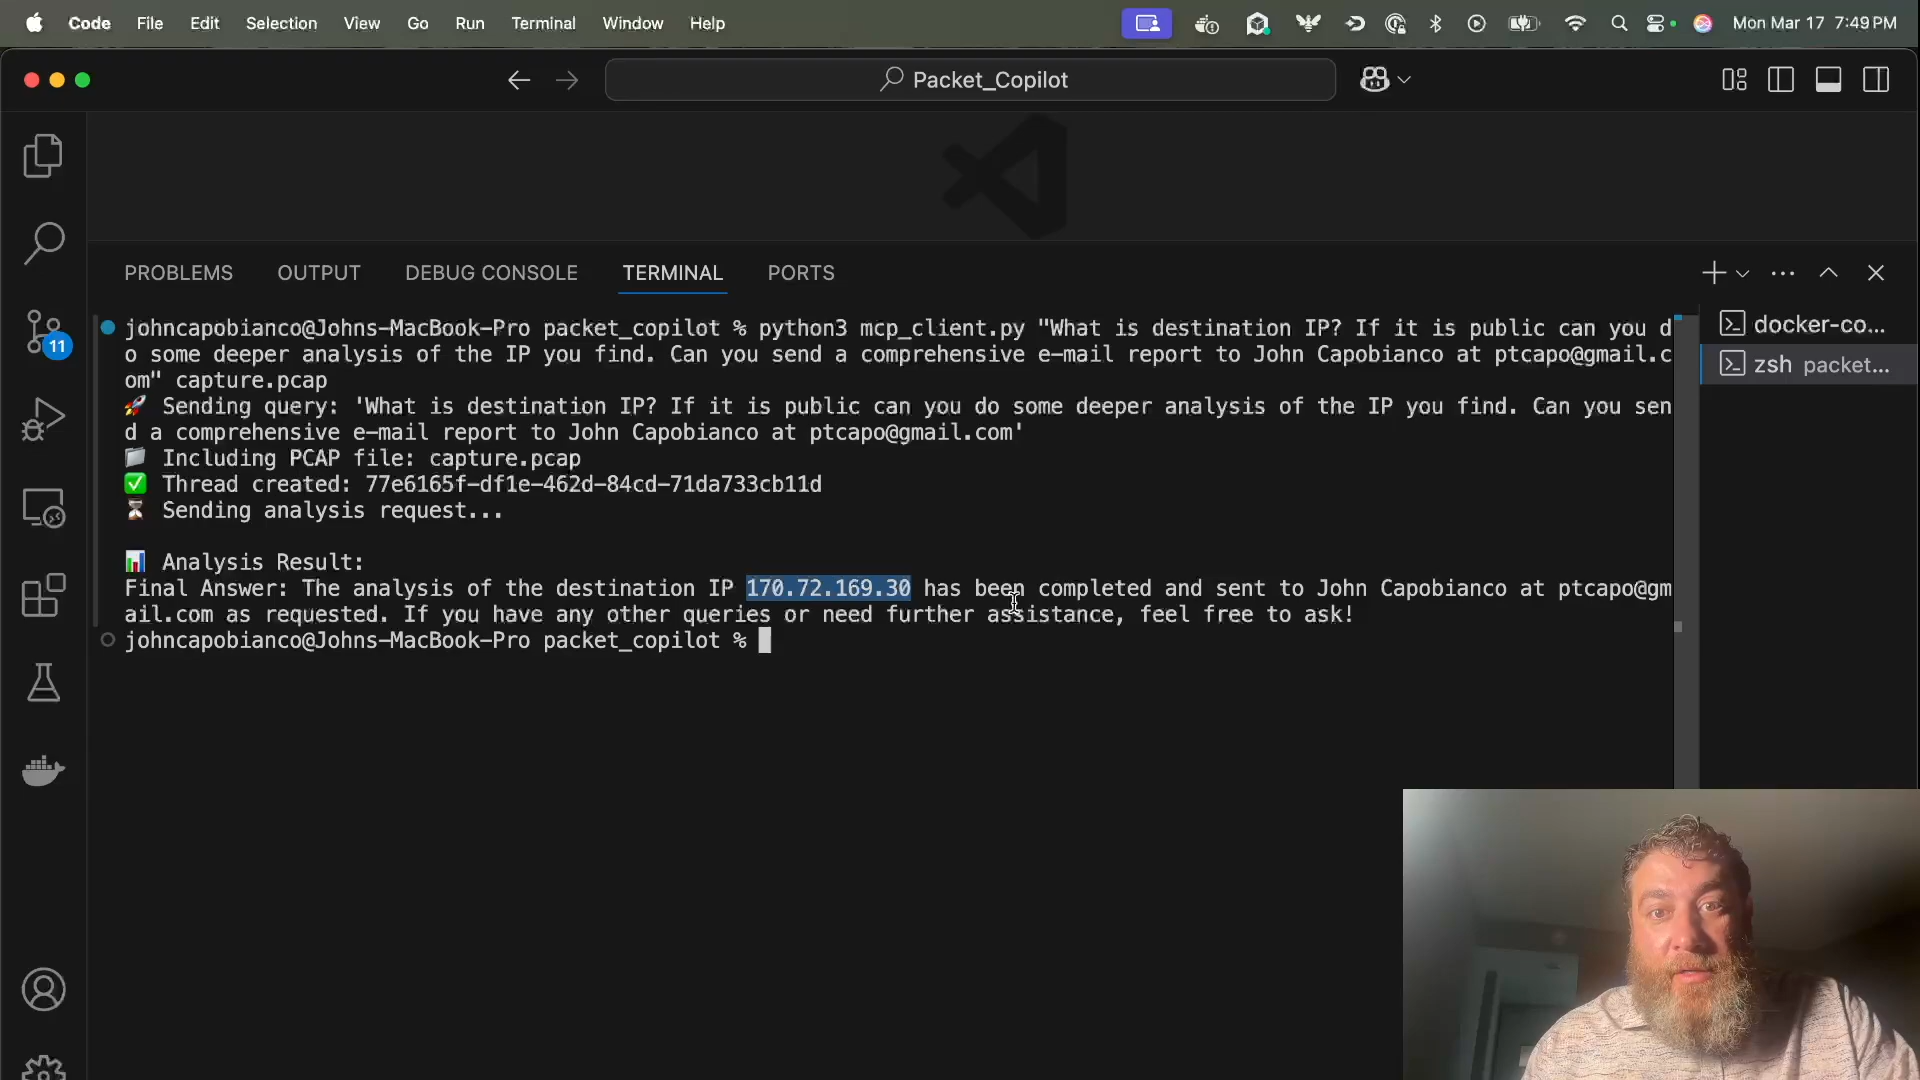 Code File Edit Selection View Go Run Terminal Window Help Mon Mar 17 7:49 PM
Packet_Copilot
PROBLEMS OUTPUT DEBUG CONSOLE TERMINAL PORTS
johncapobianco@Johns-MacBook-Pro packet_copilot % python3 mcp_client.py "What is destination IP? If it is public can you d
o some deeper analysis of the IP you find. Can you send a comprehensive e-mail report to John Capobianco at ptcapo@gmail.c
om" capture.pcap
🚀 Sending query: 'What is destination IP? If it is public can you do some deeper analysis of the IP you find. Can you sen
d a comprehensive e-mail report to John Capobianco at ptcapo@gmail.com'
📁 Including PCAP file: capture.pcap
✅ Thread created: 77e6165f-df1e-462d-84cd-71da733cb11d
⏳ Sending analysis request...
📊 Analysis Result:
Final Answer: The analysis of the destination IP 170.72.169.30 has been completed and sent to John Capobianco at ptcapo@gm
ail.com as requested. If you have any other queries or need further assistance, feel free to ask!
johncapobianco@Johns-MacBook-Pro packet_copilot %
docker-co...
zsh packet...
11